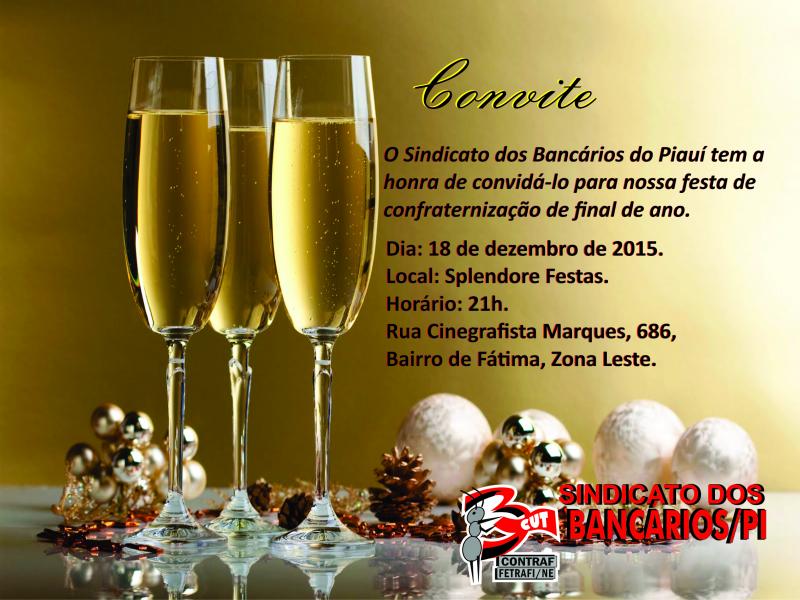 Convite
O Sindicato dos Bancários do Piauí tem a
honra de convidá-lo para nossa festa de
confraternização de final de ano.
Dia: 18 de dezembro de 2015.
Local: Splendore Festas.
Horário: 21h.
Rua Cinegrafista Marques, 686,
Bairro de Fátima, Zona Leste.
SINDICATO DOS
BANCÁRIOS/PI
CUT
CONTRAF
FETRAFI/NE